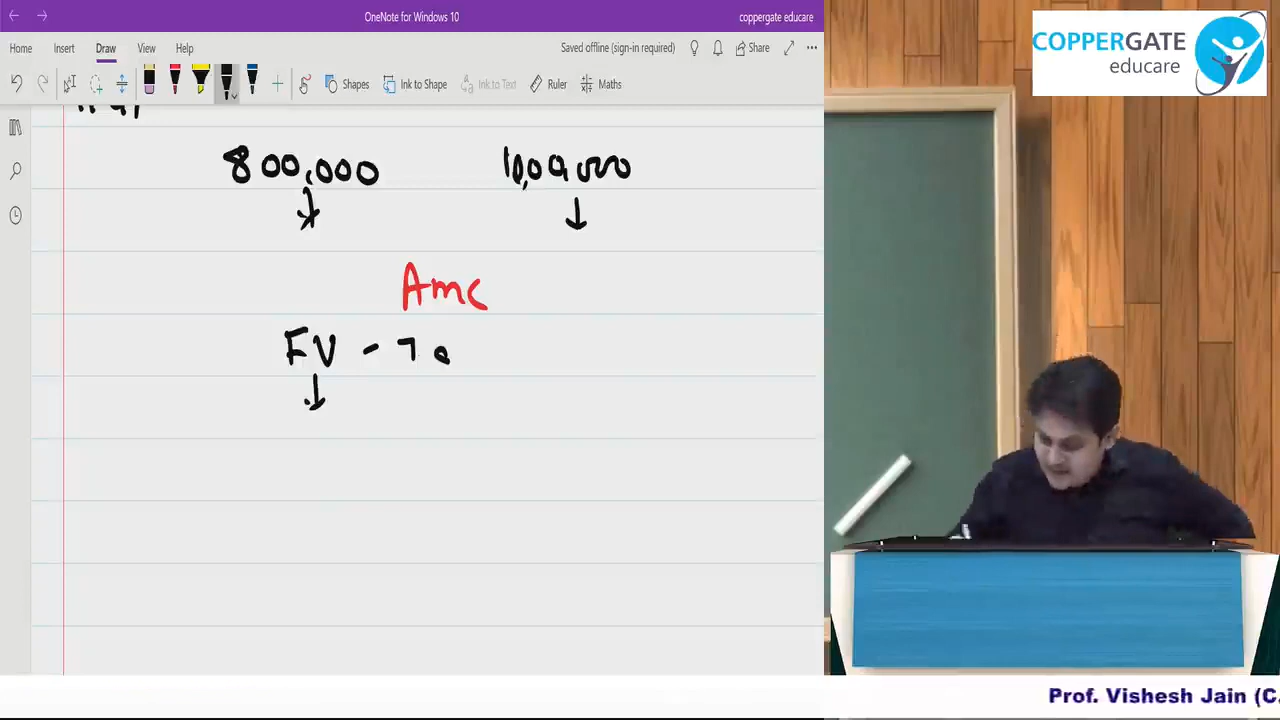 OneNote for Windows 10
coppergate educare
Home Insert Draw View Help
Saved offline (sign-in required)
Share
Shapes
Ink to Shape
Ink to Text
Ruler
Maths
COPPERGATE
educare
800,000
10,00,000
Amc
FV - 7
Prof. Vishesh Jain (C.